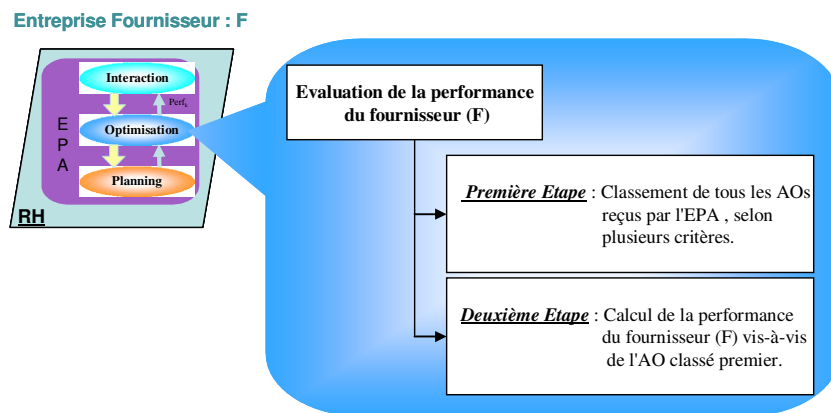 Entreprise Fournisseur : F
Interaction
Perfₖ
E
P
A
Optimisation
Planning
RH
Evaluation de la performance
du fournisseur (F)
Première Etape : Classement de tous les AOs
reçus par l'EPA , selon
plusieurs critères.
Deuxième Etape : Calcul de la performance
du fournisseur (F) vis-à-vis
de l'AO classé premier.